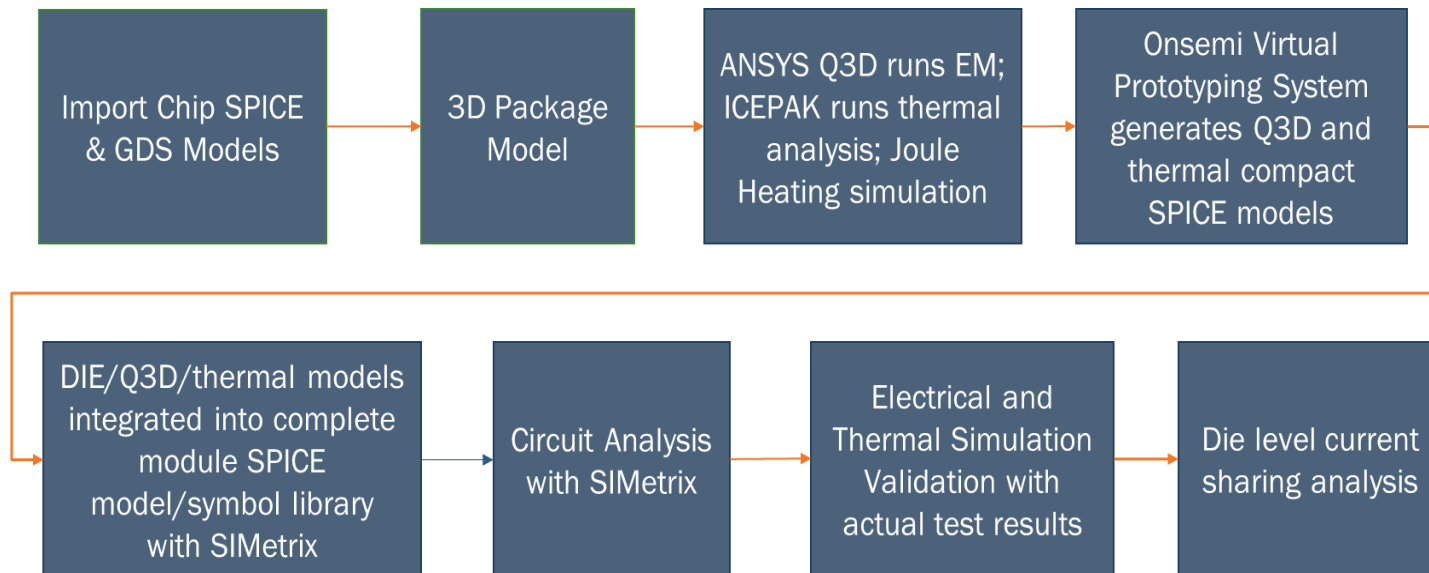 Import Chip SPICE
& GDS Models
3D Package
Model
ANSYS Q3D runs EM;
ICEPAK runs thermal
analysis; Joule
Heating simulation
Onsemi Virtual
Prototyping System
generates Q3D and
thermal compact
SPICE models
DIE/Q3D/thermal models
integrated into complete
module SPICE
model/symbol library
with SIMetrix
Circuit Analysis
with SIMetrix
Electrical and
Thermal Simulation
Validation with
actual test results
Die level current
sharing analysis